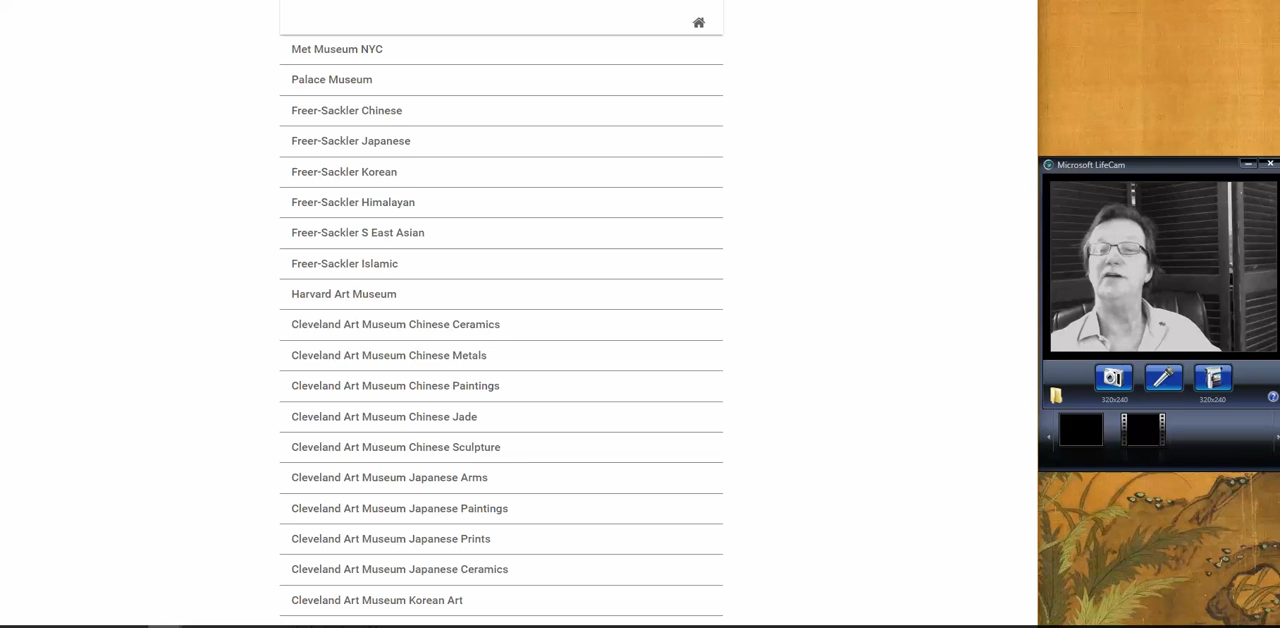 Met Museum NYC
Palace Museum
Freer-Sackler Chinese
Freer-Sackler Japanese
Freer-Sackler Korean
Freer-Sackler Himalayan
Freer-Sackler S East Asian
Freer-Sackler Islamic
Harvard Art Museum
Cleveland Art Museum Chinese Ceramics
Cleveland Art Museum Chinese Metals
Cleveland Art Museum Chinese Paintings
Cleveland Art Museum Chinese Jade
Cleveland Art Museum Chinese Sculpture
Cleveland Art Museum Japanese Arms
Cleveland Art Museum Japanese Paintings
Cleveland Art Museum Japanese Prints
Cleveland Art Museum Japanese Ceramics
Cleveland Art Museum Korean Art
Microsoft LifeCam
320x240
320x240